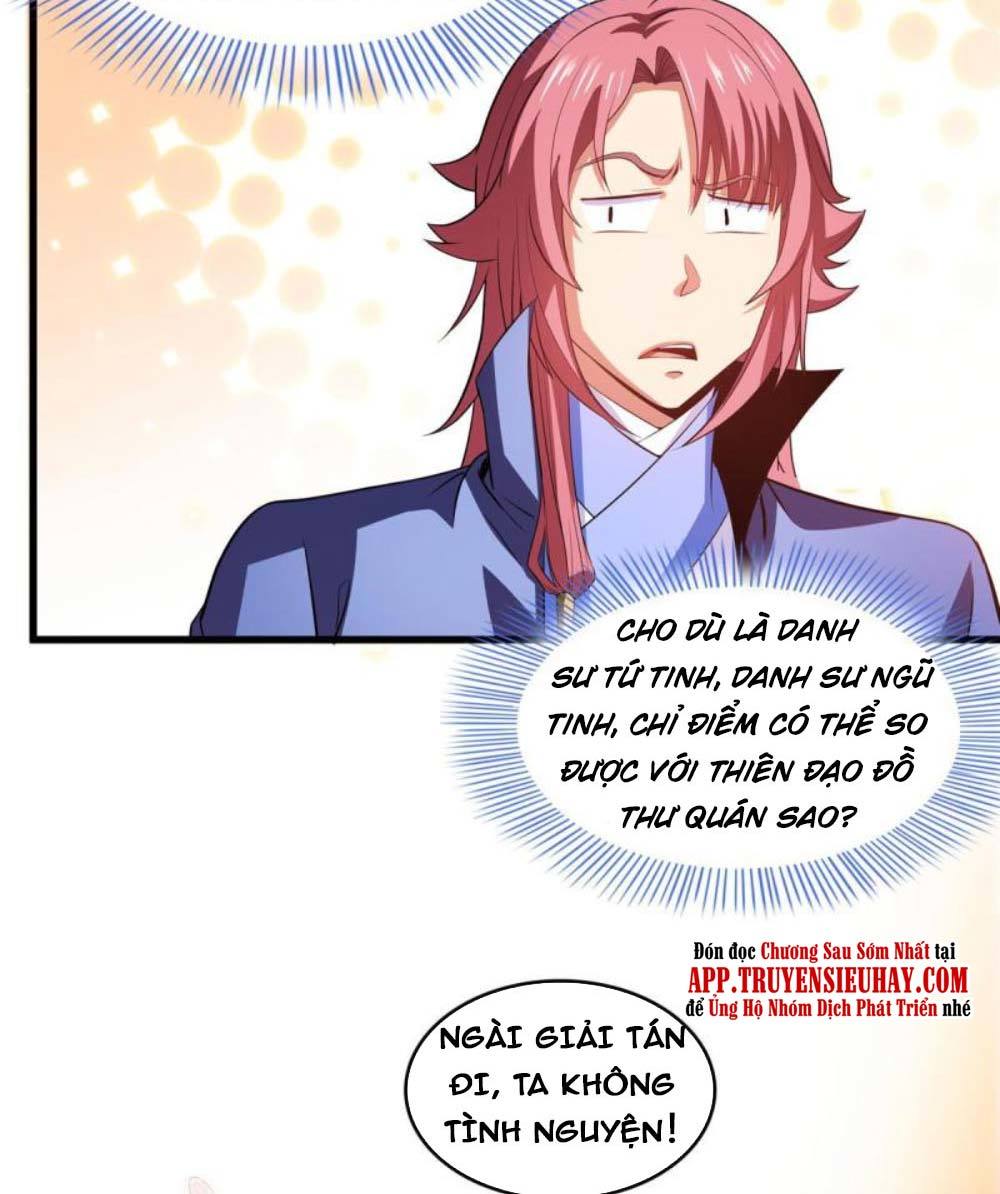 CHO DÙ LÀ DANH
SƯ TỨ TINH, DANH SƯ NGŨ
TINH, CHỈ ĐIỂM CÓ THỂ SO
ĐƯỢC VỚI THIÊN ĐẠO ĐỒ
THƯ QUÁN SAO?
Đón đọc Chương Sau Sớm Nhất tại
APP.TRUYENSIEUHAY.COM
để Ủng Hộ Nhóm Dịch Phát Triển nhé
NGÀI GIẢI TÁN
ĐI, TA KHÔNG
TÌNH NGUYỆN!